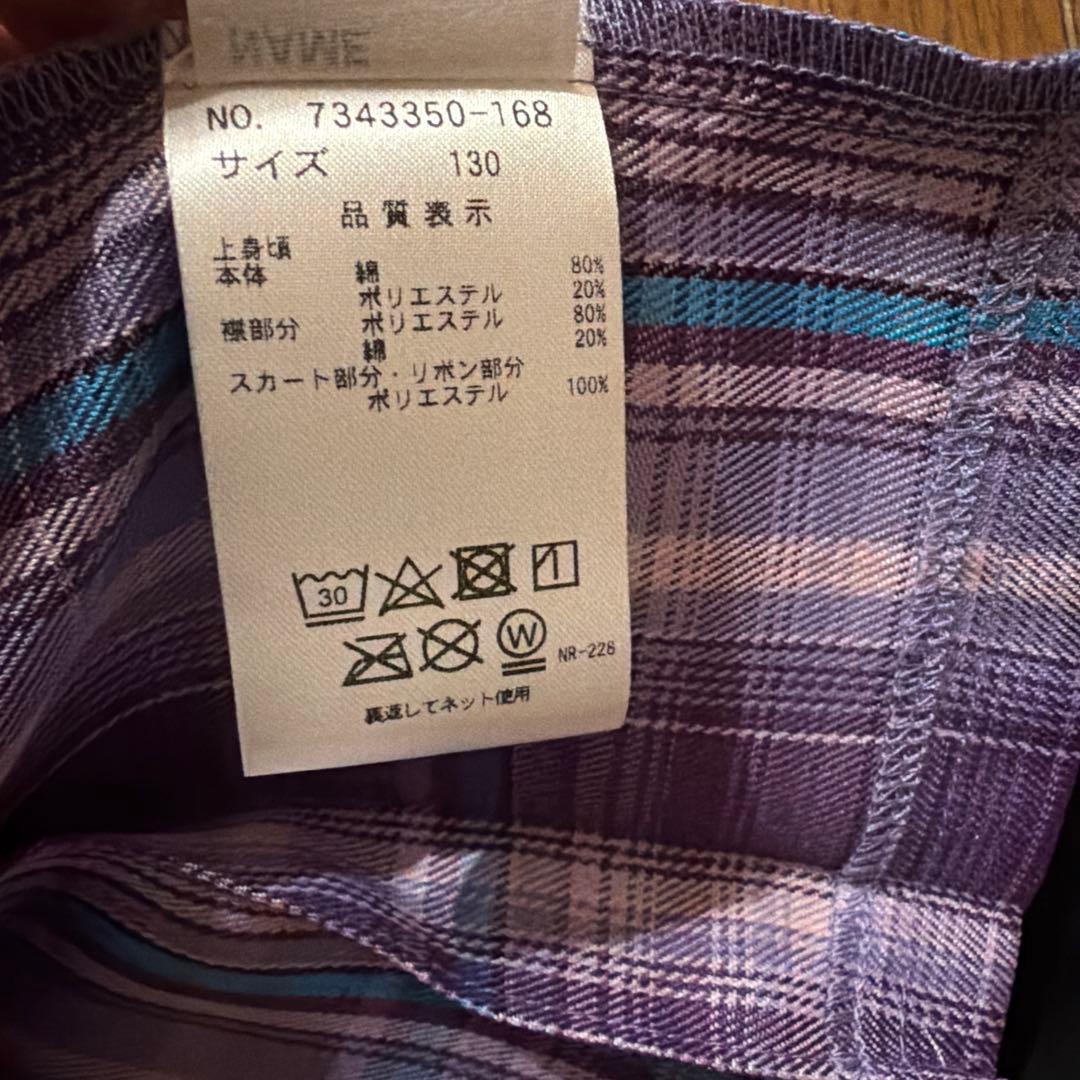 NAME
NO. 7343350-168
サイズ 130
品質表示
上身頃
本体 綿 80%
ポリエステル 20%
襟部分 ポリエステル 80%
綿 20%
スカート部分・リボン部分
ポリエステル 100%
30
W NR-228
裏返してネット使用